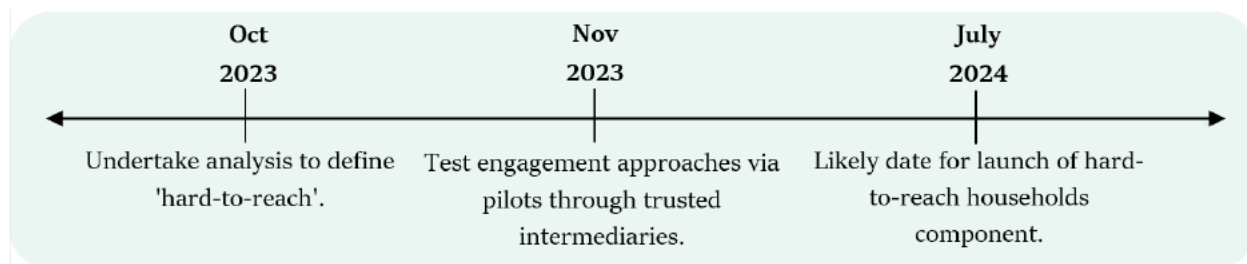 Oct
2023
Nov
2023
July
2024
Undertake analysis to define
'hard-to-reach'.
Test engagement approaches via
pilots through trusted
intermediaries.
Likely date for launch of hard-
to-reach households
component.